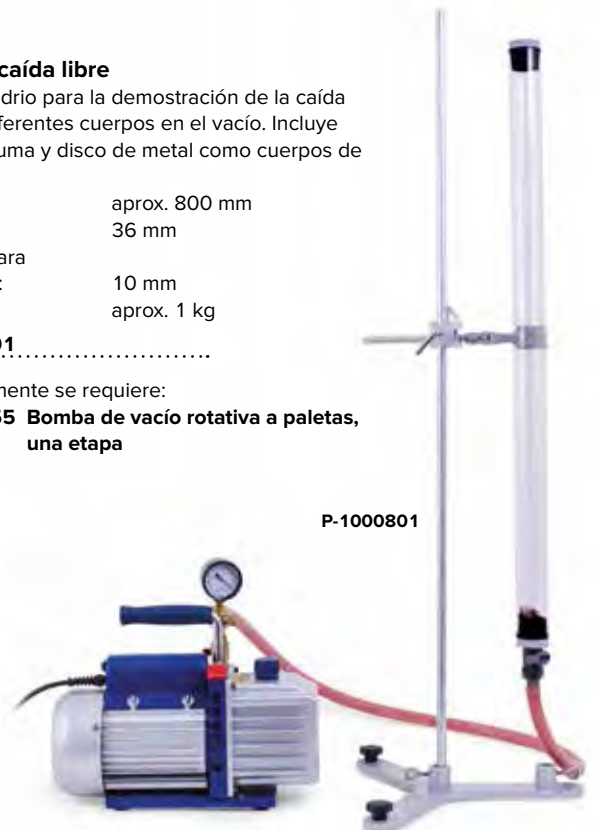 caída libre
drio para la demostración de la caída
ferentes cuerpos en el vacío. Incluye
uma y disco de metal como cuerpos de
aprox. 800 mm
36 mm
ara
: 10 mm
aprox. 1 kg
mente se requiere:
Bomba de vacío rotativa a paletas,
una etapa
P-1000801